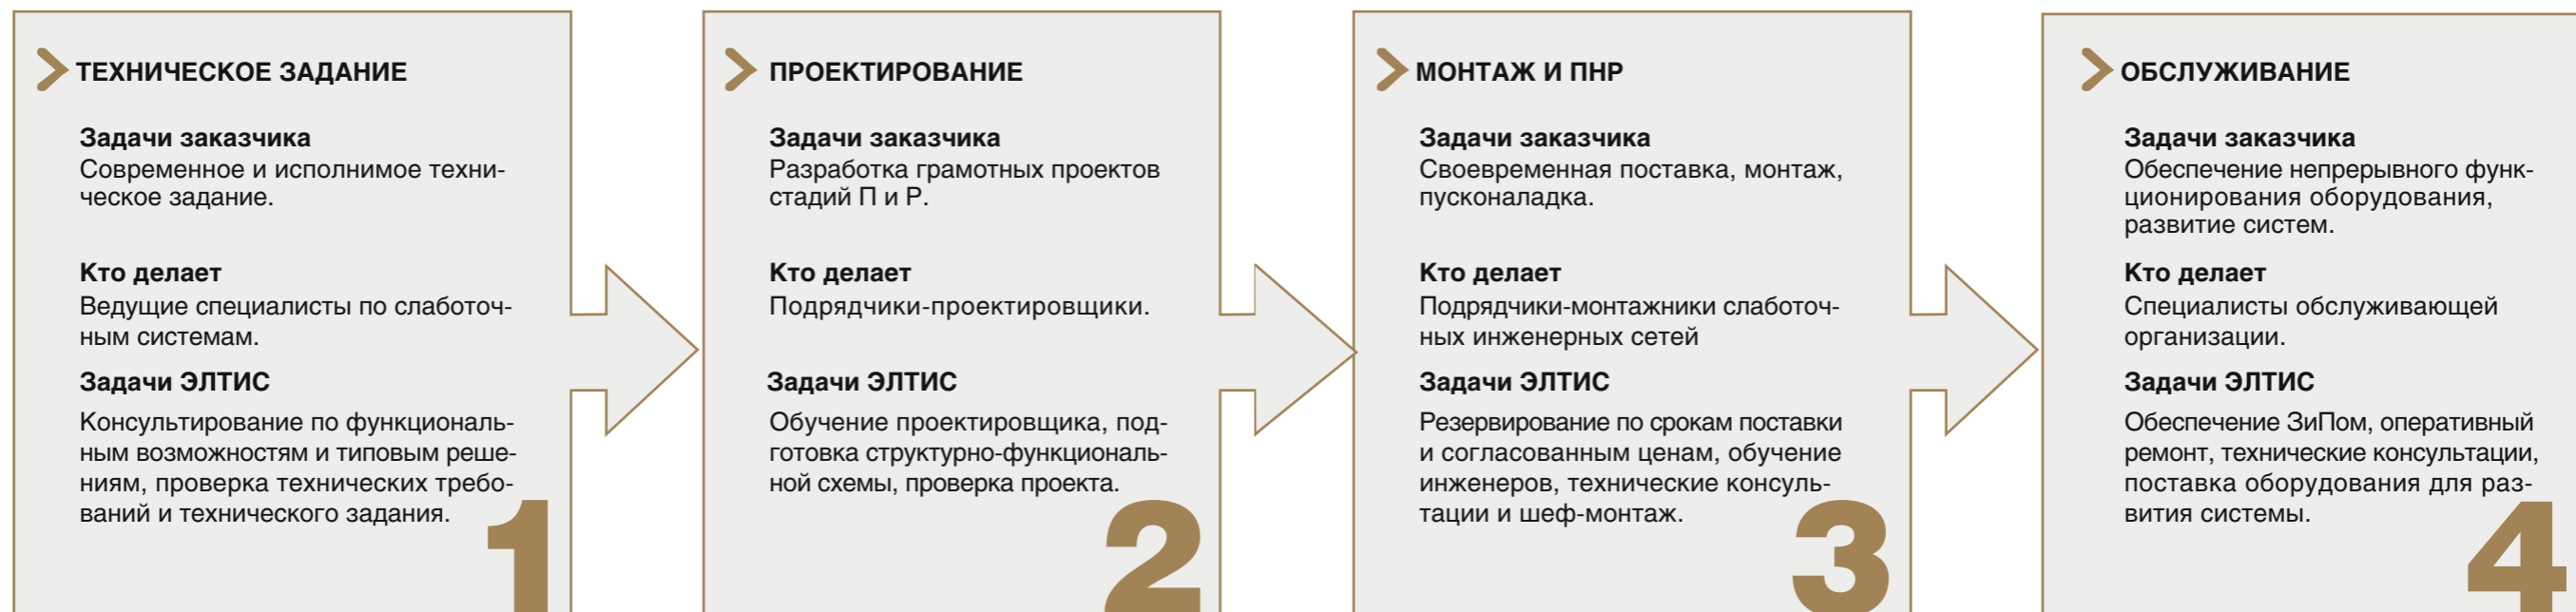 ТЕХНИЧЕСКОЕ ЗАДАНИЕ
Задачи заказчика
Современное и исполнимое техни-
ческое задание.
Кто делает
Ведущие специалисты по слаботоч-
ным системам.
Задачи ЭЛТИС
Консультирование по функциональ-
ным возможностям и типовым реше-
ниям, проверка технических требо-
ваний и технического задания.
1
ПРОЕКТИРОВАНИЕ
Задачи заказчика
Разработка грамотных проектов
стадий П и Р.
Кто делает
Подрядчики-проектировщики.
Задачи ЭЛТИС
Обучение проектировщика, под-
готовка структурно-функциональ-
ной схемы, проверка проекта.
2
МОНТАЖ И ПНР
Задачи заказчика
Своевременная поставка, монтаж,
пусконаладка.
Кто делает
Подрядчики-монтажники слаботоч-
ных инженерных сетей
Задачи ЭЛТИС
Резервирование по срокам поставки
и согласованным ценам, обучение
инженеров, технические консуль-
тации и шеф-монтаж.
3
ОБСЛУЖИВАНИЕ
Задачи заказчика
Обеспечение непрерывного функ-
ционирования оборудования,
развитие систем.
Кто делает
Специалисты обслуживающей
организации.
Задачи ЭЛТИС
Обеспечение ЗиПом, оперативный
ремонт, технические консультации,
поставка оборудования для раз-
вития системы.
4